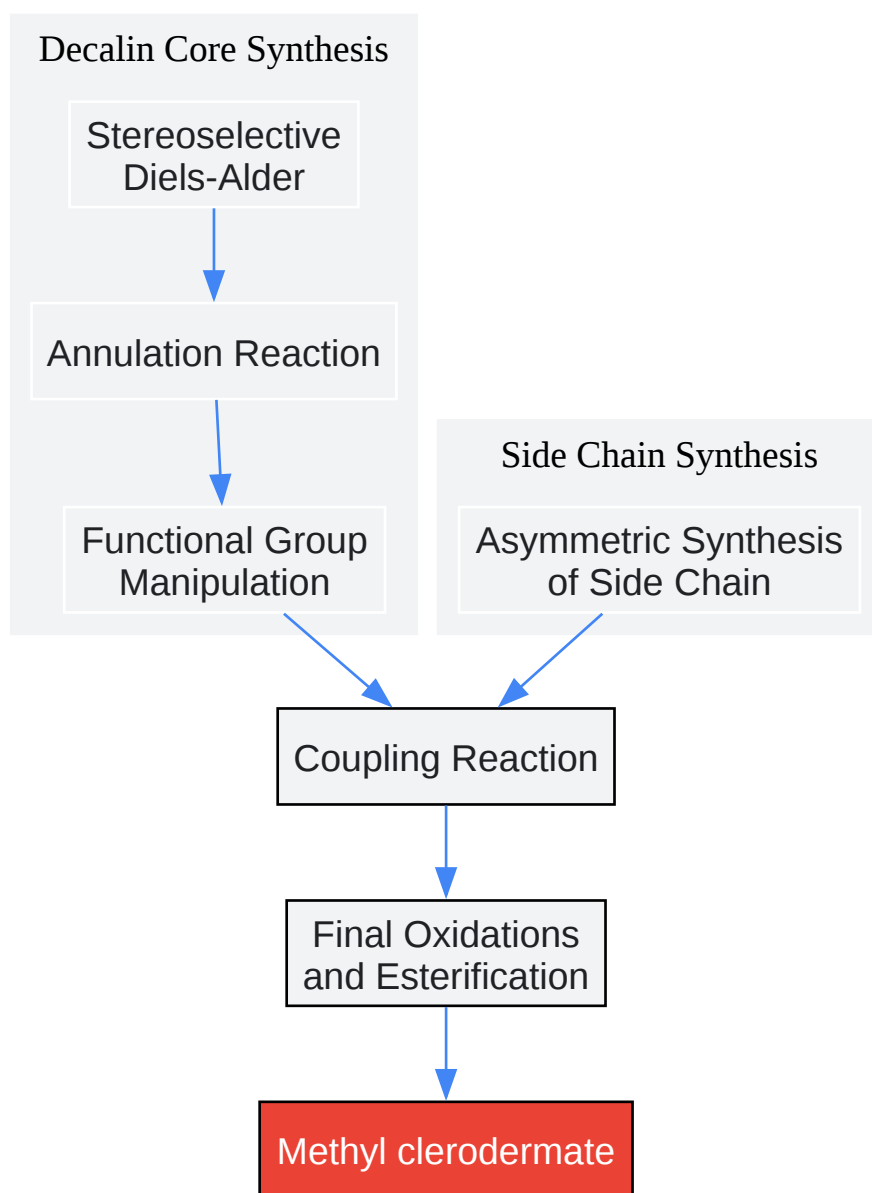 Decalin Core Synthesis
Stereoselective
Diels-Alder
Annulation Reaction
Functional Group
Manipulation
Side Chain Synthesis
Asymmetric Synthesis
of Side Chain
Coupling Reaction
Final Oxidations
and Esterification
Methyl clerodermate